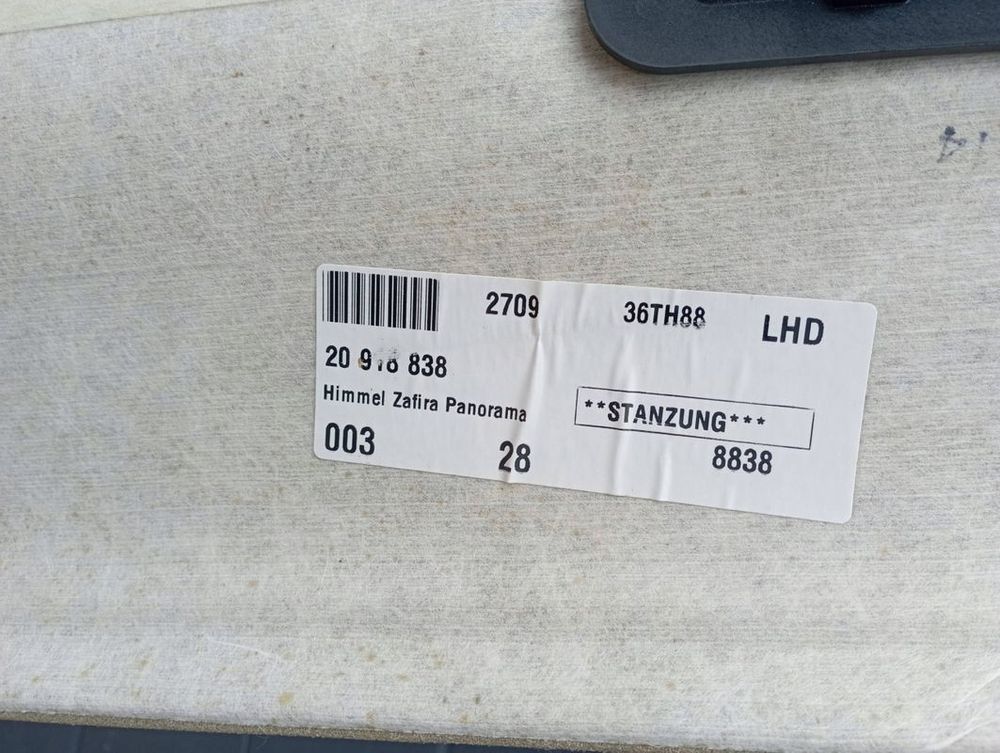 2709 36TH88 LHD
20 918 838
Himmel Zafira Panorama
**STANZUNG***
003 28 8838